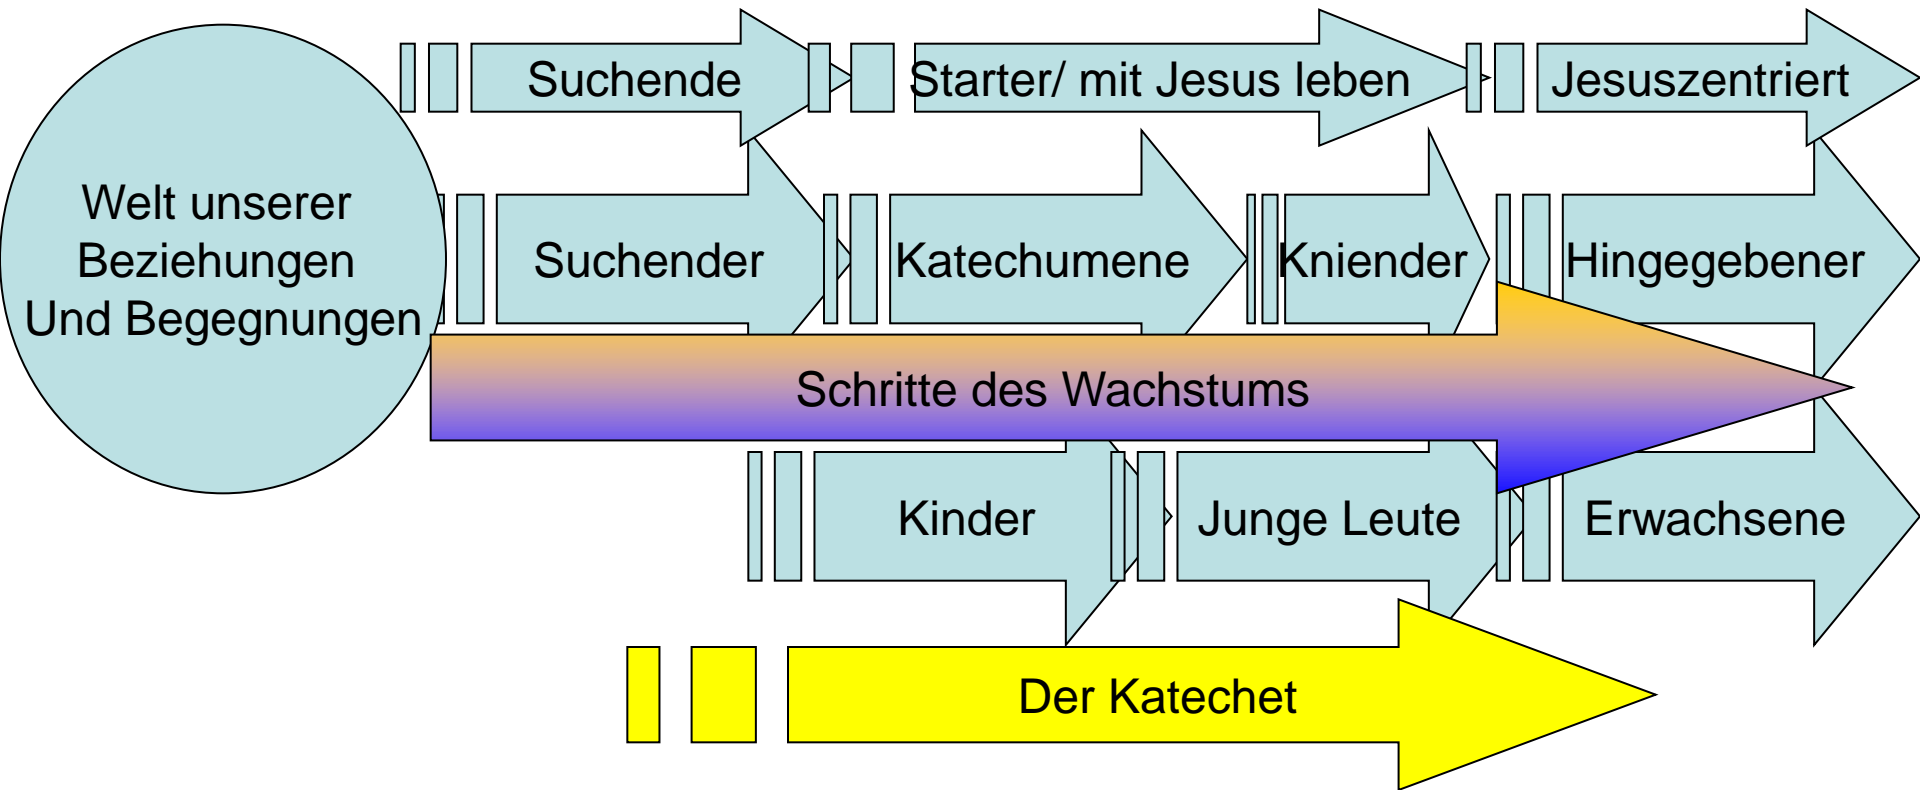 Suchende
Starter/ mit Jesus leben
Jesuszentriert
Welt unserer
Beziehungen
Und Begegnungen
Suchender
Katechumene
Kniender
Hingegebener
Schritte des Wachstums
Kinder
Junge Leute
Erwachsene
Der Katechet